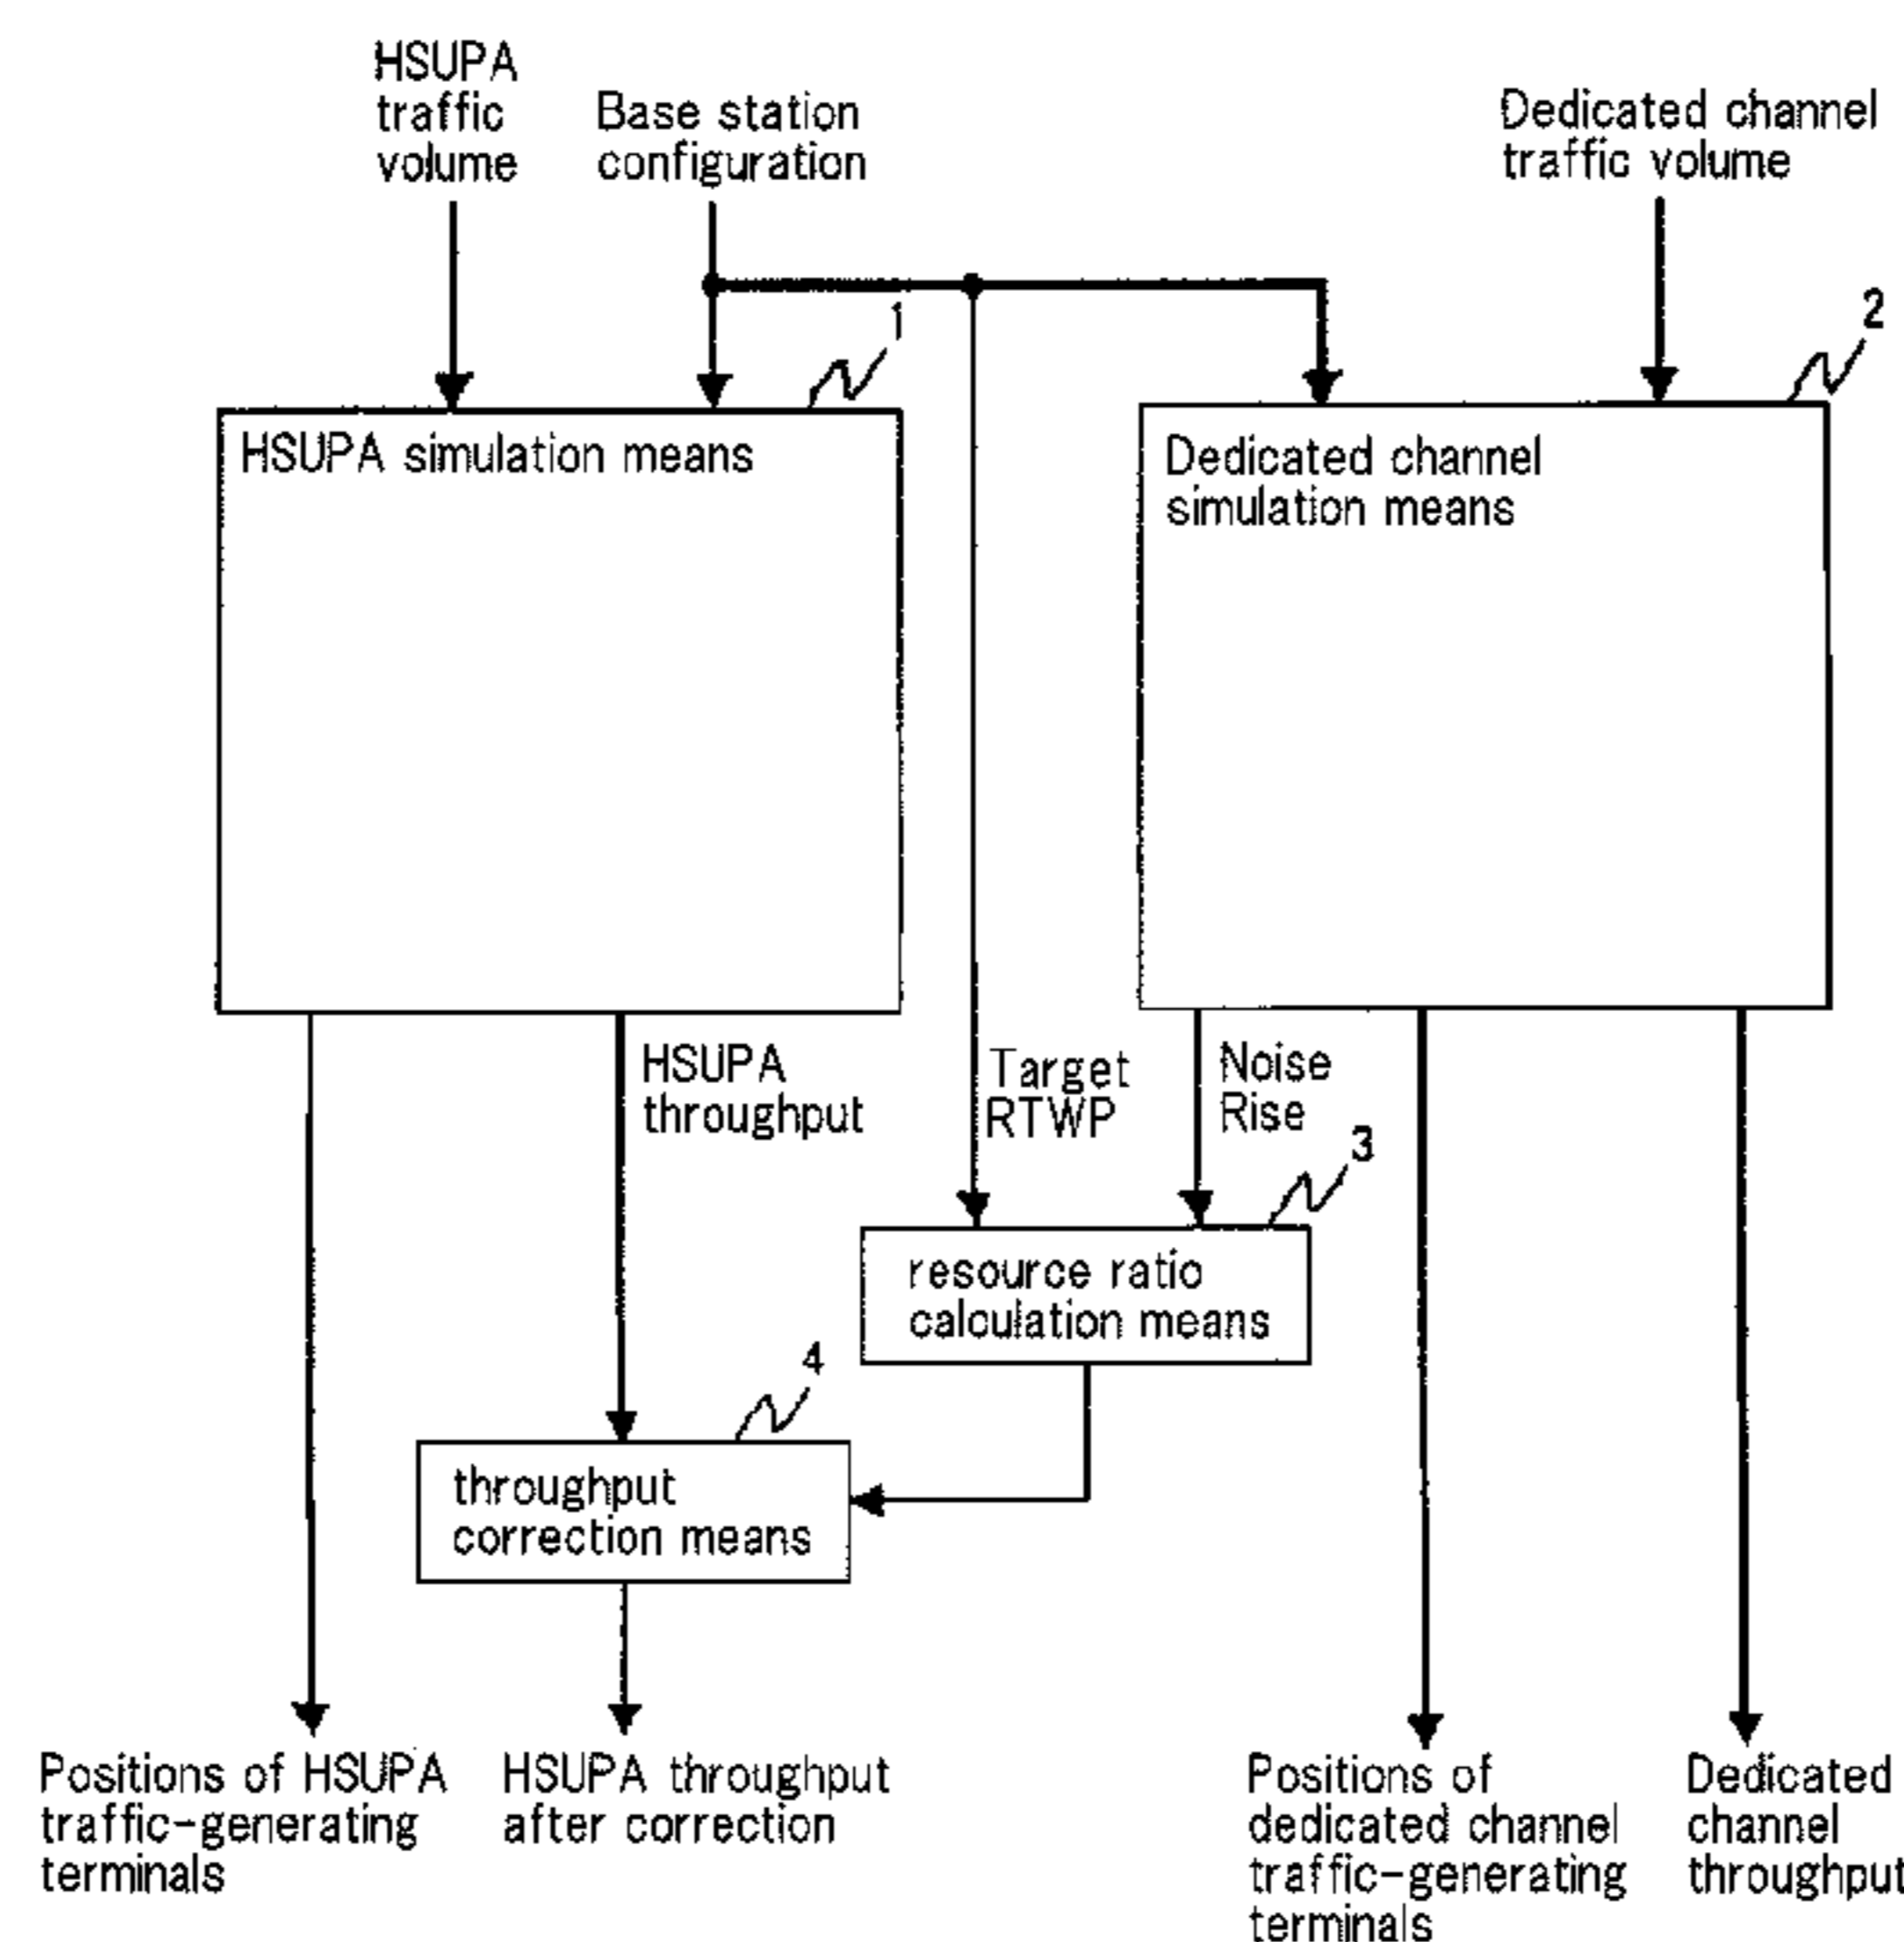 HSUPA
traffic
volume
Base station
configuration
Dedicated channel
traffic volume
1
2
HSUPA simulation means
Dedicated channel
simulation means
HSUPA
throughput
Target
RTWP
Noise
Rise
3
resource ratio
calculation means
4
throughput
correction means
Positions of HSUPA
traffic-generating
terminals
HSUPA throughput
after correction
Positions of
dedicated channel
traffic-generating
terminals
Dedicated
channel
throughput